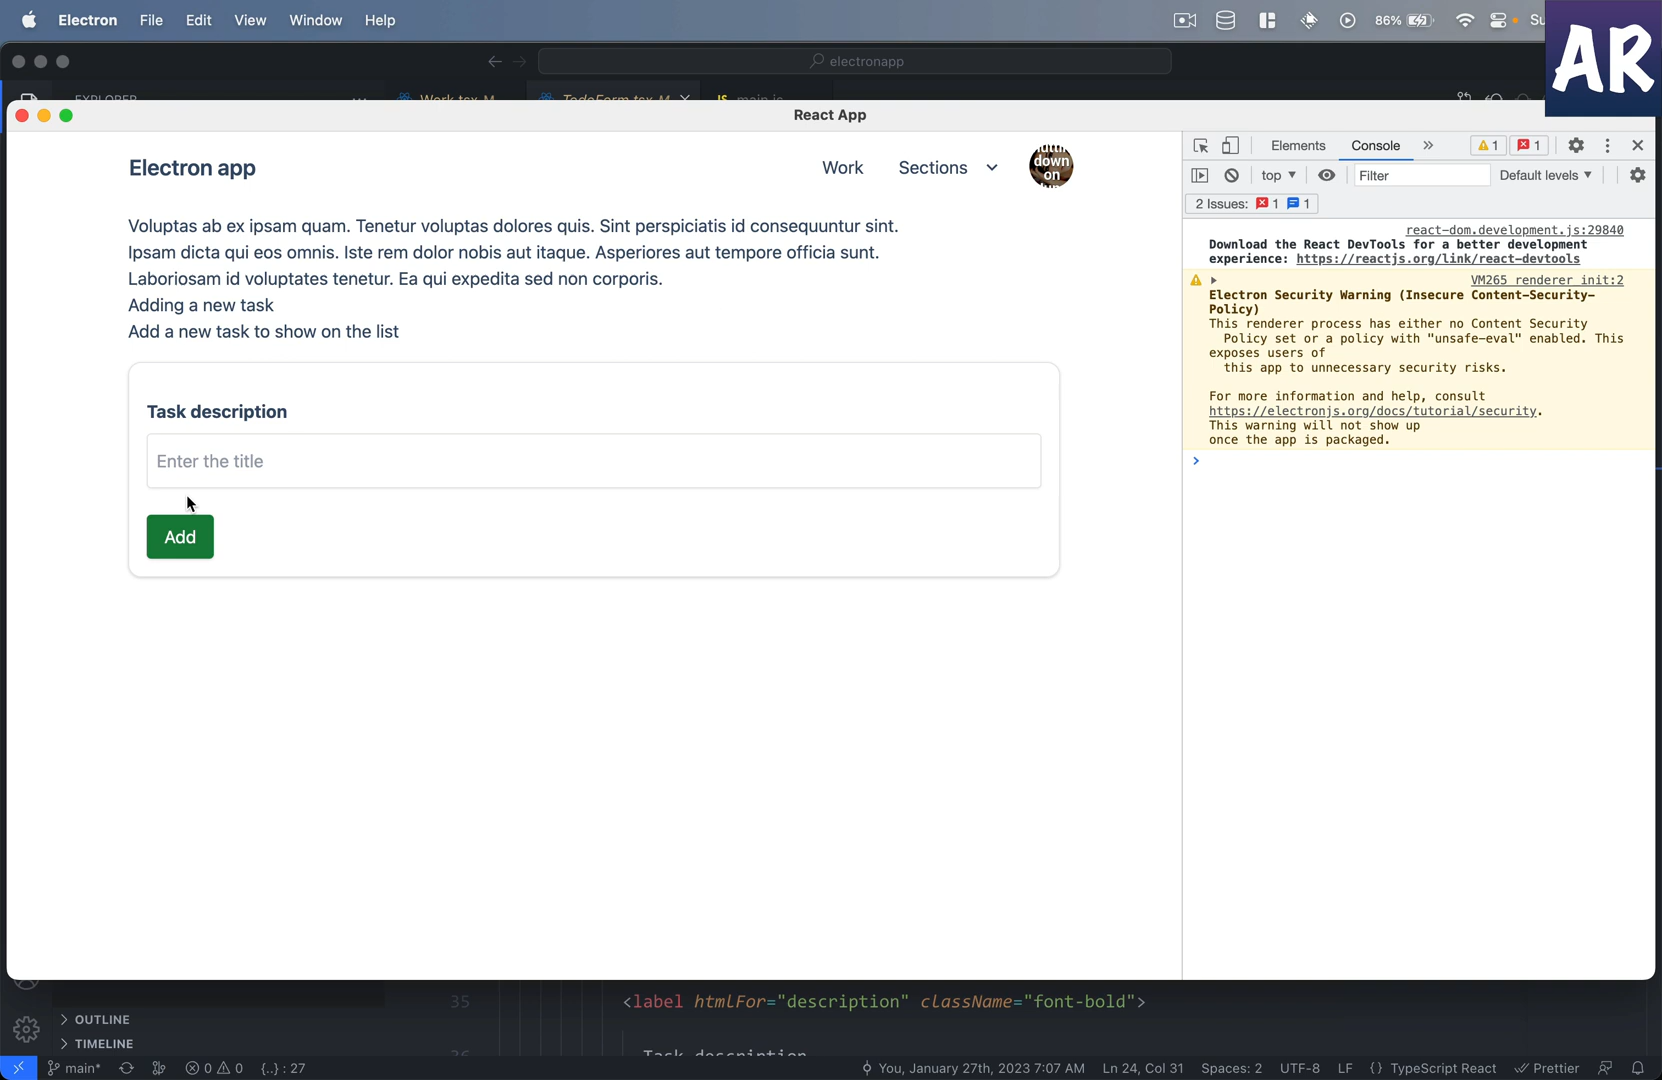 Electron File Edit View Window Help
86%
AR
electronapp
EXPLORER
Work.tsx M
TodoForm.tsx M
JS main.js
React App
Electron app
Work
Sections
down
on
Elements
Console
1
1
top
Filter
Default levels
2 Issues: 1 1
Voluptas ab ex ipsam quam. Tenetur voluptas dolores quis. Sint perspiciatis id consequuntur sint.
Ipsam dicta qui eos omnis. Iste rem dolor nobis aut itaque. Asperiores aut tempore officia sunt.
Laboriosam id voluptates tenetur. Ea qui expedita sed non corporis.
Adding a new task
Add a new task to show on the list
Task description
Enter the title
Add
react-dom.development.js:29840
Download the React DevTools for a better development
experience: https://reactjs.org/link/react-devtools
VM265 renderer_init:2
Electron Security Warning (Insecure Content-Security-
Policy)
This renderer process has either no Content Security
Policy set or a policy with "unsafe-eval" enabled. This
exposes users of
this app to unnecessary security risks.
For more information and help, consult
https://electronjs.org/docs/tutorial/security.
This warning will not show up
once the app is packaged.
35 <label htmlFor="description" className="font-bold">
Task description
OUTLINE
TIMELINE
main* 0 0 {..} : 27
You, January 27th, 2023 7:07 AM Ln 24, Col 31 Spaces: 2 UTF-8 LF {} TypeScript React Prettier